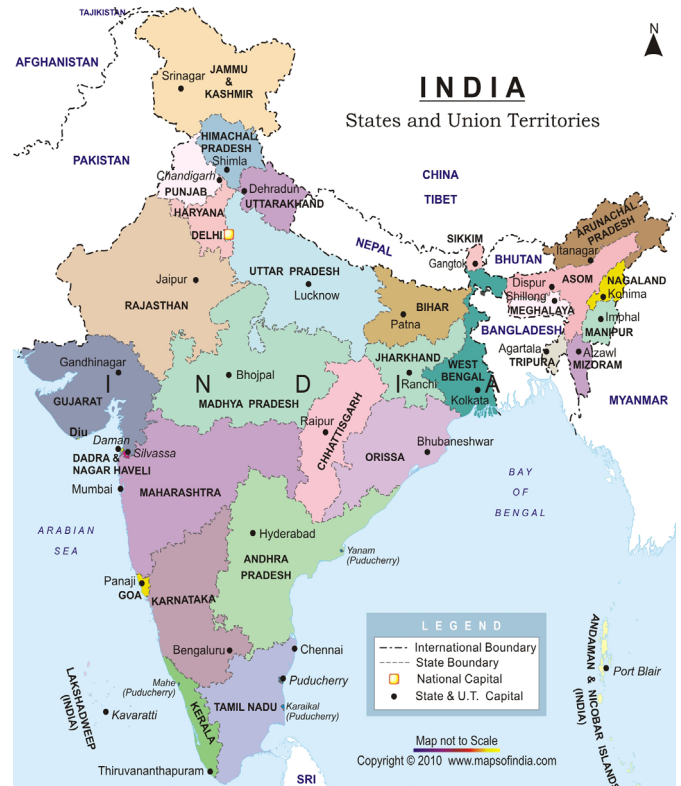 TAJIKISTAN
AFGHANISTAN
N
Srinagar
JAMMU
&
KASHMIR
INDIA
States and Union Territories
HIMACHAL
PRADESH
Shimla
PAKISTAN
Chandigarh
PUNJAB
Dehradun
UTTARAKHAND
CHINA
TIBET
HARYANA
DELHI
NEPAL
SIKKIM
Gangtok
BHUTAN
ARUNACHAL
PRADESH
Itanagar
Jaipur
RAJASTHAN
UTTAR PRADESH
Lucknow
BIHAR
Patna
Dispur
ASOM
Shillong
MEGHALAYA
NAGALAND
Kohima
Imphal
MANIPUR
BANGLADESH
Agartala
TRIPURA
Aizawl
MIZORAM
MYANMAR
Gandhinagar
GUJARAT
I N D I A
Bhojpal
MADHYA PRADESH
JHARKHAND
Ranchi
WEST
BENGAL
Kolkata
Diu
Daman
Silvassa
DADRA &
NAGAR HAVELI
Raipur
CHHATTISGARH
Bhubaneshwar
ORISSA
Mumbai
MAHARASHTRA
BAY
OF
BENGAL
ARABIAN
SEA
Hyderabad
ANDHRA
PRADESH
Yanam
(Puducherry)
Panaji
GOA
KARNATAKA
Bengaluru
Chennai
LEGEND
International Boundary
State Boundary
National Capital
State & U.T. Capital
ANDAMAN & NICOBAR ISLANDS
(INDIA)
Port Blair
LAKSHADWEEP
(INDIA)
Kavaratti
Mahe
(Puducherry)
KERALA
TAMIL NADU
Puducherry
Karaikal
(Puducherry)
Thiruvananthapuram
Map not to Scale
Copyright © 2010 www.mapsofindia.com
SRI